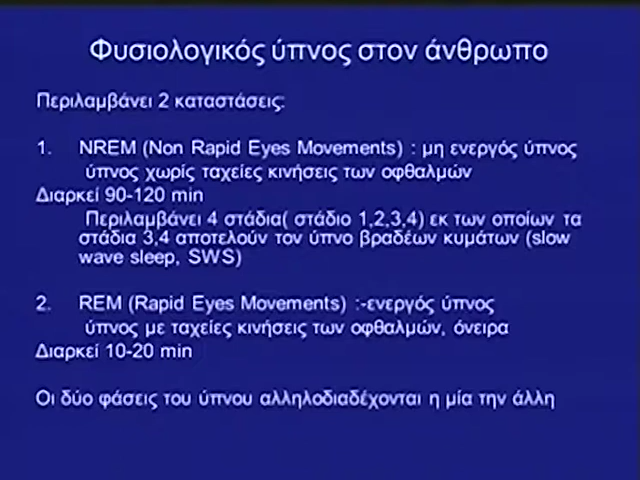 Φυσιολογικός ύπνος στον άνθρωπο
Περιλαμβάνει 2 καταστάσεις:
1. NREM (Non Rapid Eyes Movements) : μη ενεργός ύπνος
ύπνος χωρίς ταχείες κινήσεις των οφθαλμών
Διαρκεί 90-120 min
Περιλαμβάνει 4 στάδια( στάδιο 1,2,3,4) εκ των οποίων τα
στάδια 3,4 αποτελούν τον ύπνο βραδέων κυμάτων (slow
wave sleep, SWS)
2. REM (Rapid Eyes Movements) :-ενεργός ύπνος
ύπνος με ταχείες κινήσεις των οφθαλμών, όνειρα
Διαρκεί 10-20 min
Οι δύο φάσεις του ύπνου αλληλοδιαδέχονται η μία την άλλη